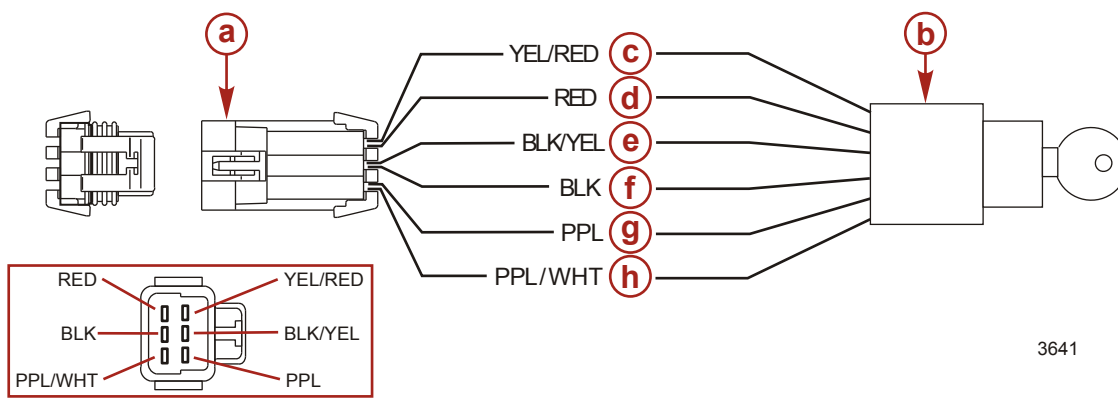 a
b
YEL/RED c
RED d
BLK/YEL e
BLK f
PPL g
PPL/WHT h
RED YEL/RED
BLK BLK/YEL
PPL/WHT PPL
3641